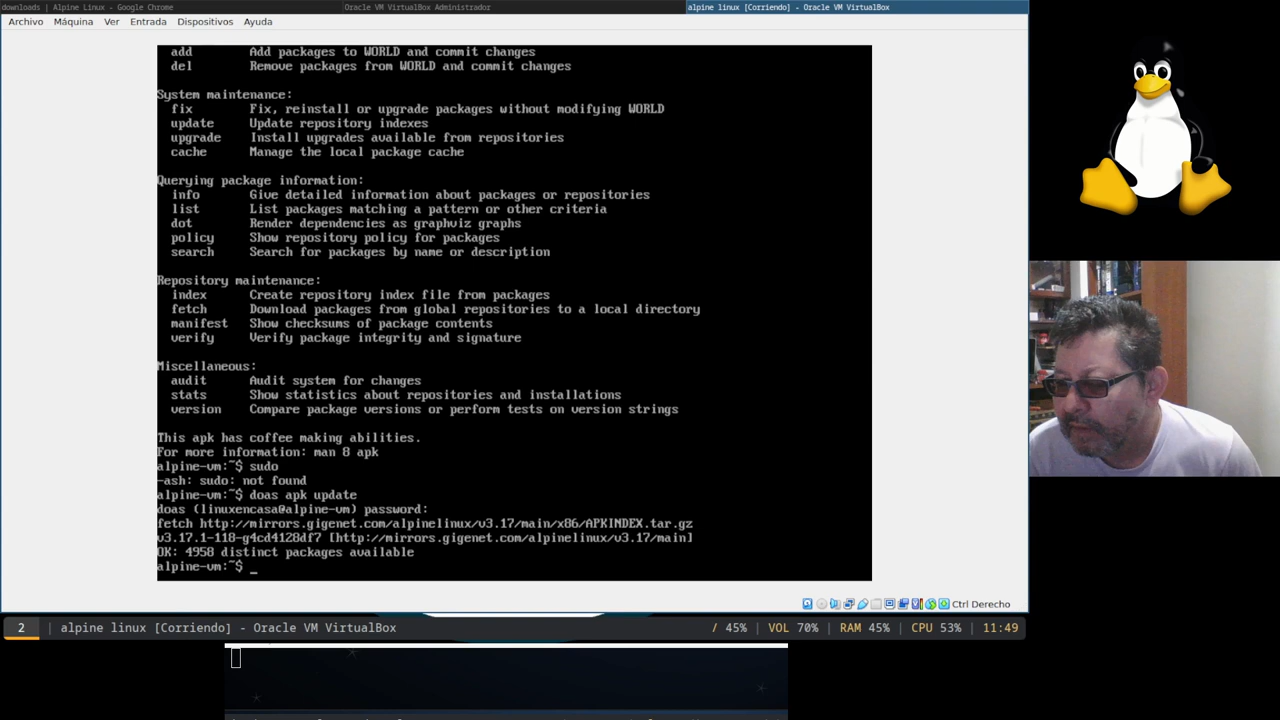 downloads | Alpine Linux - Google Chrome
Oracle VM VirtualBox Administrador
alpine linux [Corriendo] - Oracle VM VirtualBox
Archivo Máquina Ver Entrada Dispositivos Ayuda
add Add packages to WORLD and commit changes
del Remove packages from WORLD and commit changes
System maintenance:
fix Fix, reinstall or upgrade packages without modifying WORLD
update Update repository indexes
upgrade Install upgrades available from repositories
cache Manage the local package cache
Querying package information:
info Give detailed information about packages or repositories
list List packages matching a pattern or other criteria
dot Render dependencies as graphviz graphs
policy Show repository policy for packages
search Search for packages by name or description
Repository maintenance:
index Create repository index file from packages
fetch Download packages from global repositories to a local directory
manifest Show checksums of package contents
verify Verify package integrity and signature
Miscellaneous:
audit Audit system for changes
stats Show statistics about repositories and installations
version Compare package versions or perform tests on version strings
This apk has coffee making abilities.
For more information: man 8 apk
alpine-vm:~$ sudo
-ash: sudo: not found
alpine-vm:~$ doas apk update
doas (linuxencasa@alpine-vm) password:
fetch http://mirrors.gigenet.com/alpinelinux/v3.17/main/x86/APKINDEX.tar.gz
v3.17.1-118-g4cd4128df7 [http://mirrors.gigenet.com/alpinelinux/v3.17/main]
OK: 4958 distinct packages available
alpine-vm:~$ _
Ctrl Derecho
2 | alpine linux [Corriendo] - Oracle VM VirtualBox / 45% | VOL 70% | RAM 45% | CPU 53% | 11:49